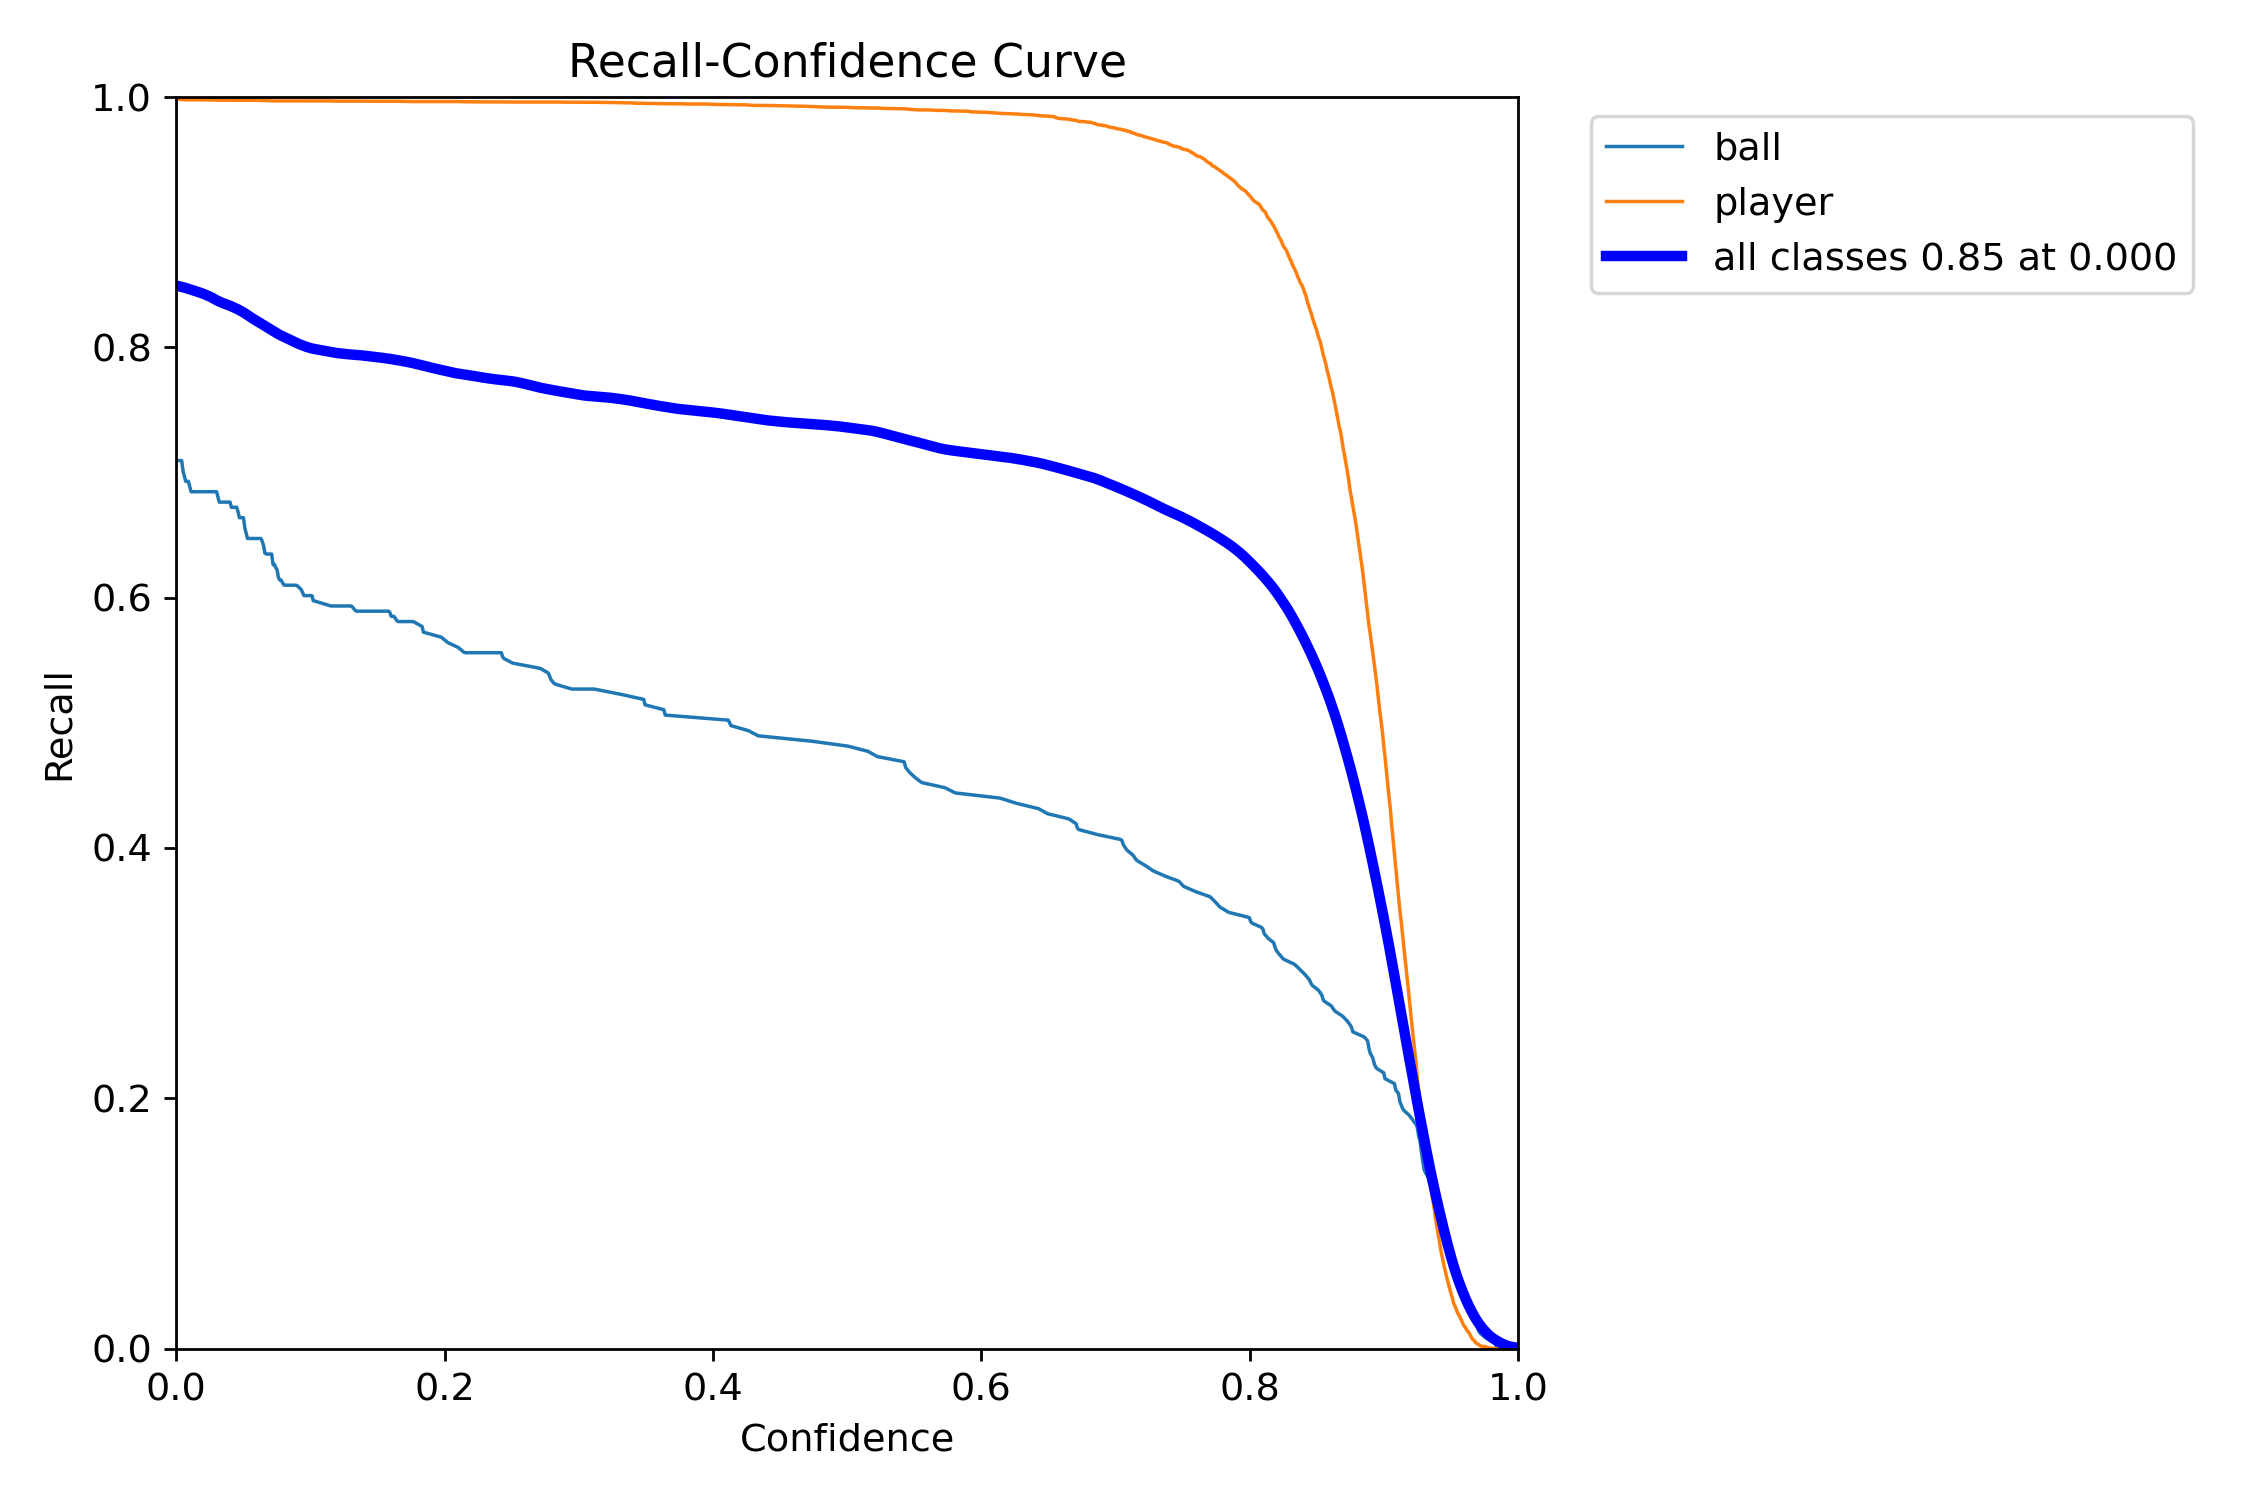 Recall-Confidence Curve
1.0
0.8
0.6
0.4
0.2
0.0
Recall
0.0 0.2 0.4 0.6 0.8 1.0
Confidence
ball
player
all classes 0.85 at 0.000